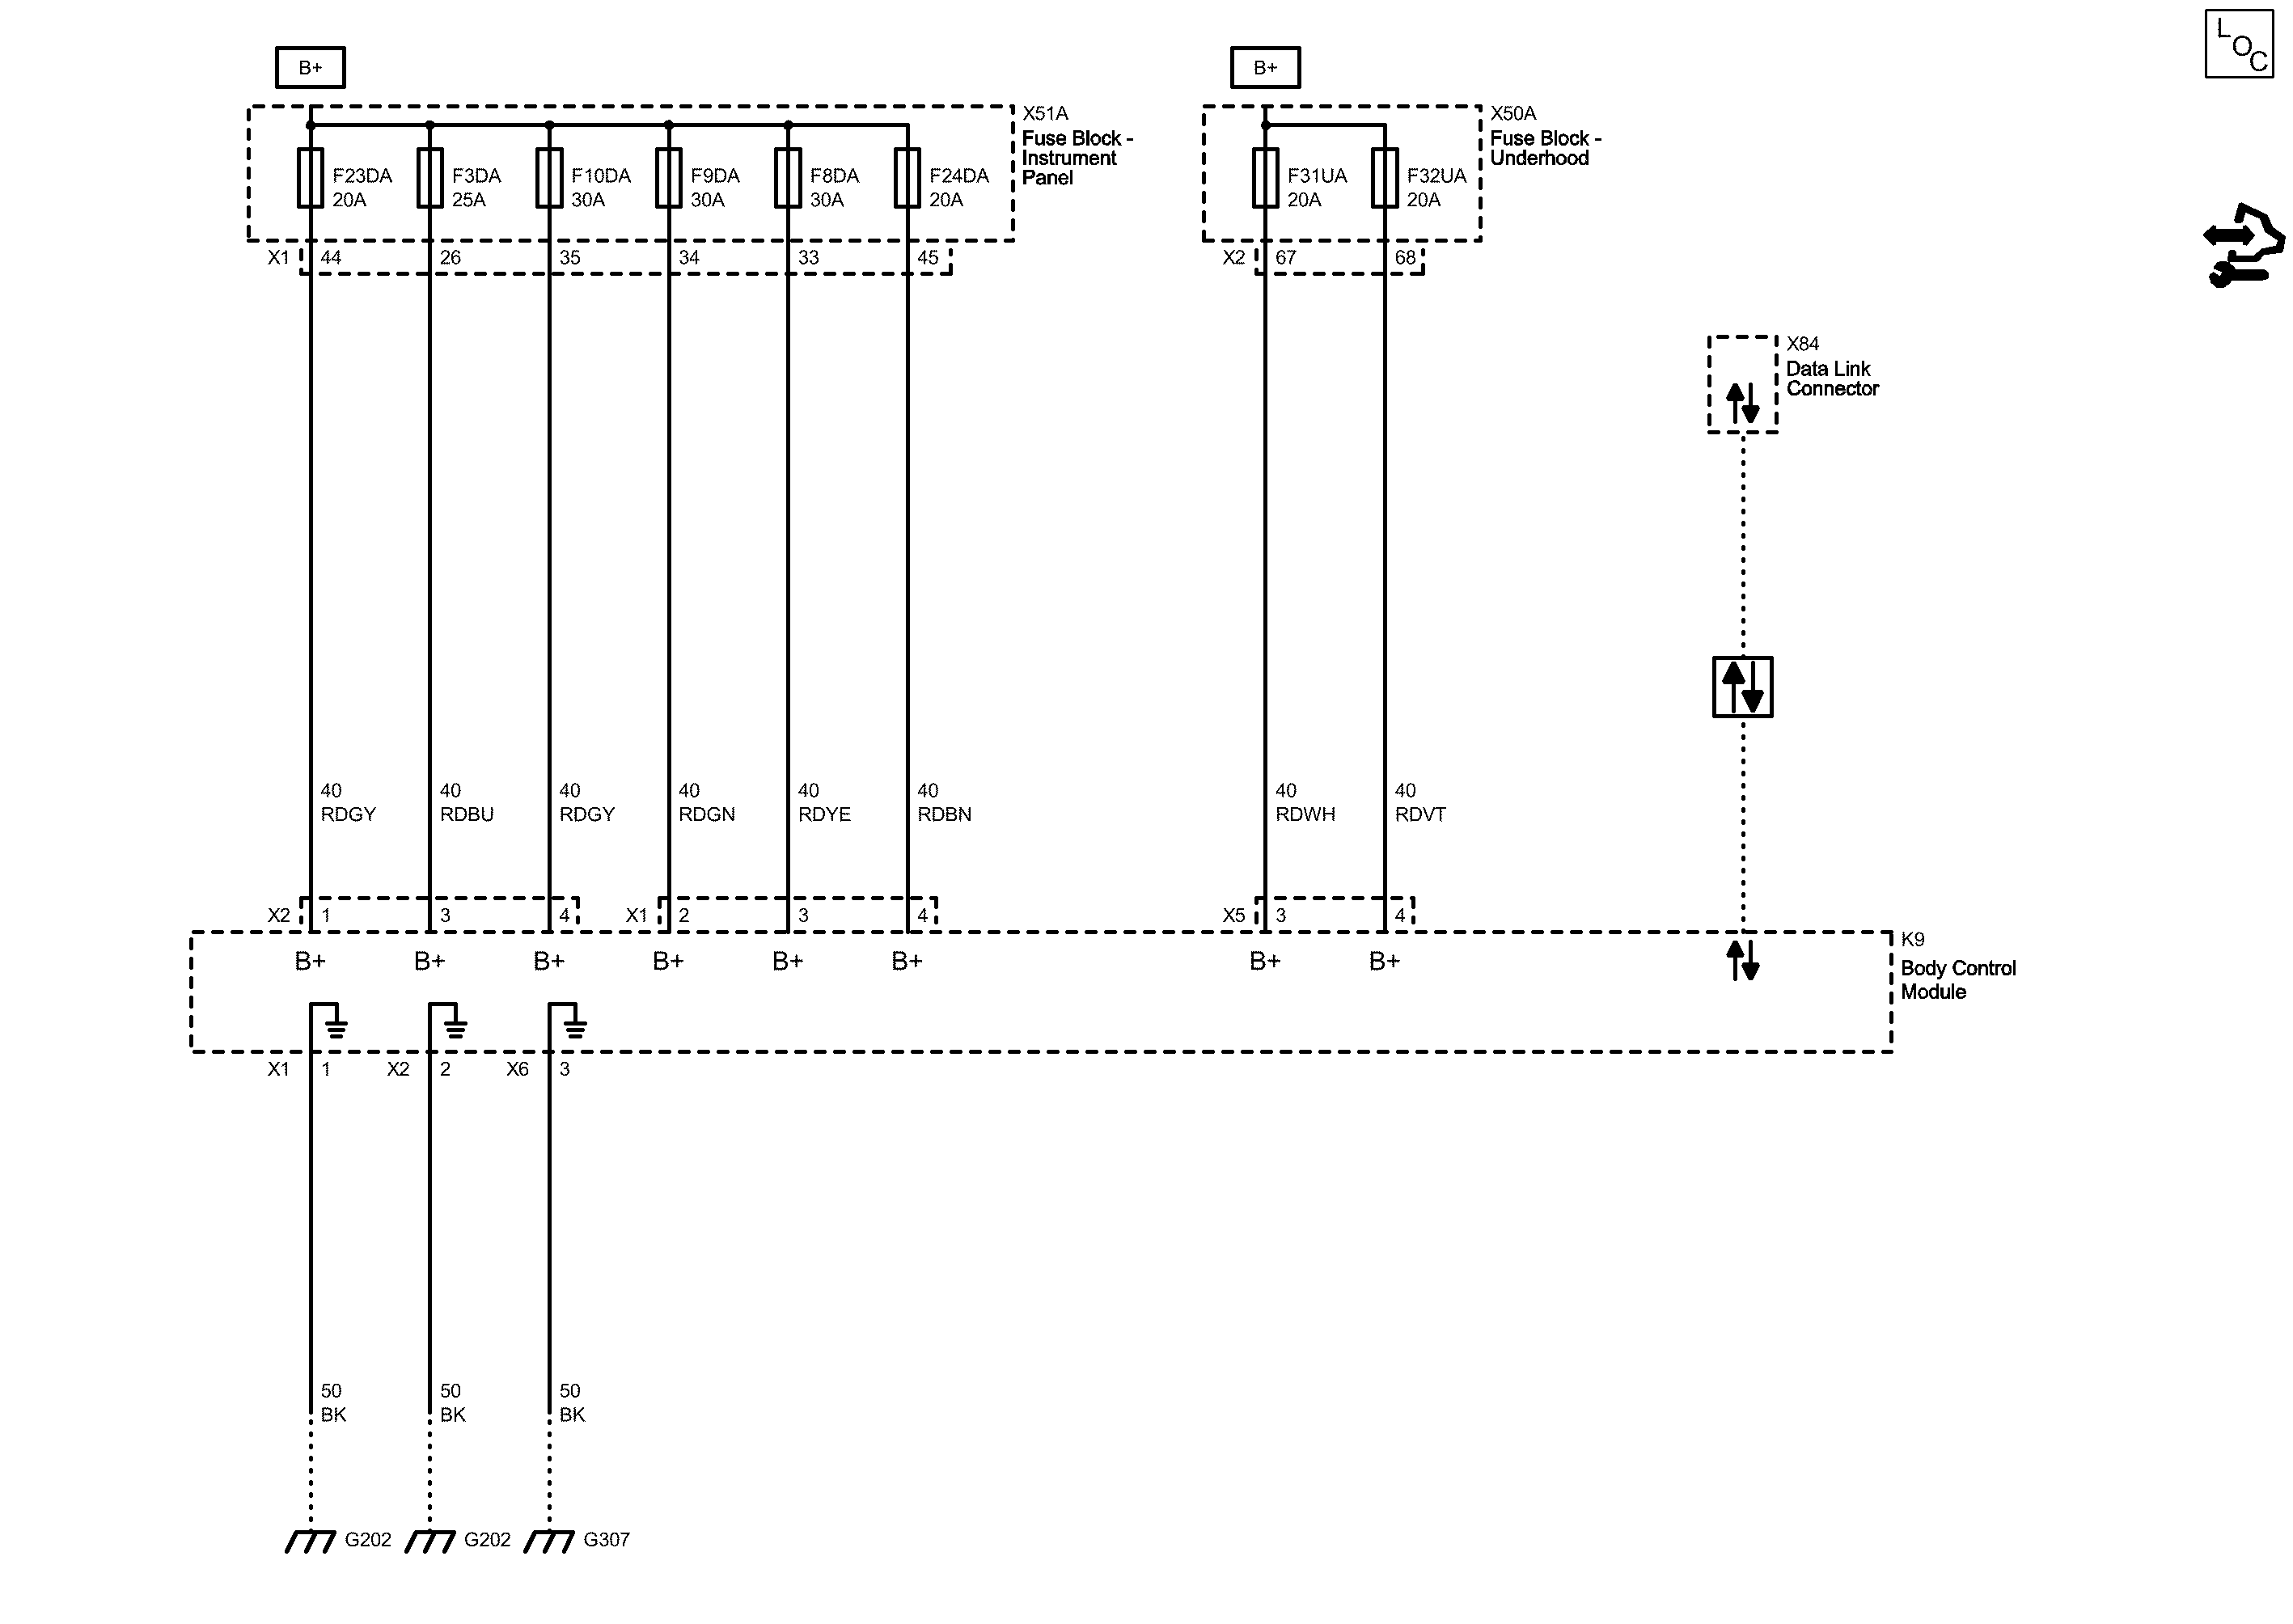 LOC
B+
B+
X51A
Fuse Block -
Instrument
Panel
X50A
Fuse Block -
Underhood
F23DA
20A
F3DA
25A
F10DA
30A
F9DA
30A
F8DA
30A
F24DA
20A
F31UA
20A
F32UA
20A
X1 44 26 35 34 33 45
X2 67 68
X84
Data Link
Connector
40
RDGY
40
RDBU
40
RDGY
40
RDGN
40
RDYE
40
RDBN
40
RDWH
40
RDVT
X2 1 3 4
X1 2 3 4
X5 3 4
K9
Body Control
Module
B+ B+ B+ B+ B+ B+ B+ B+
X1 1
X2 2
X6 3
50
BK
50
BK
50
BK
G202
G202
G307